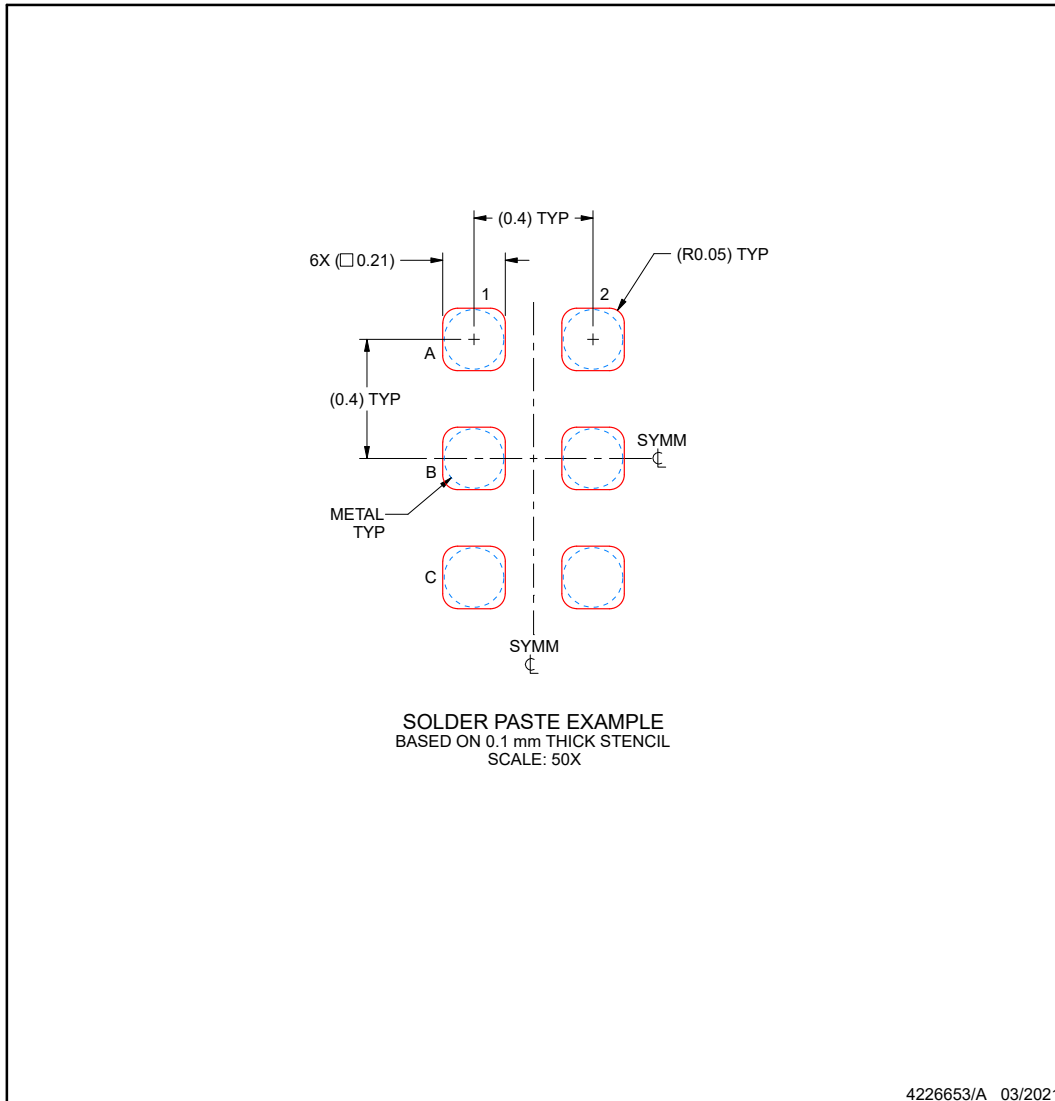 (0.4) TYP
6X (□ 0.21)
(R0.05) TYP
1
2
A
(0.4) TYP
SYMM
℄
B
METAL
TYP
C
SYMM
℄
SOLDER PASTE EXAMPLE
BASED ON 0.1 mm THICK STENCIL
SCALE: 50X
4226653/A 03/2021